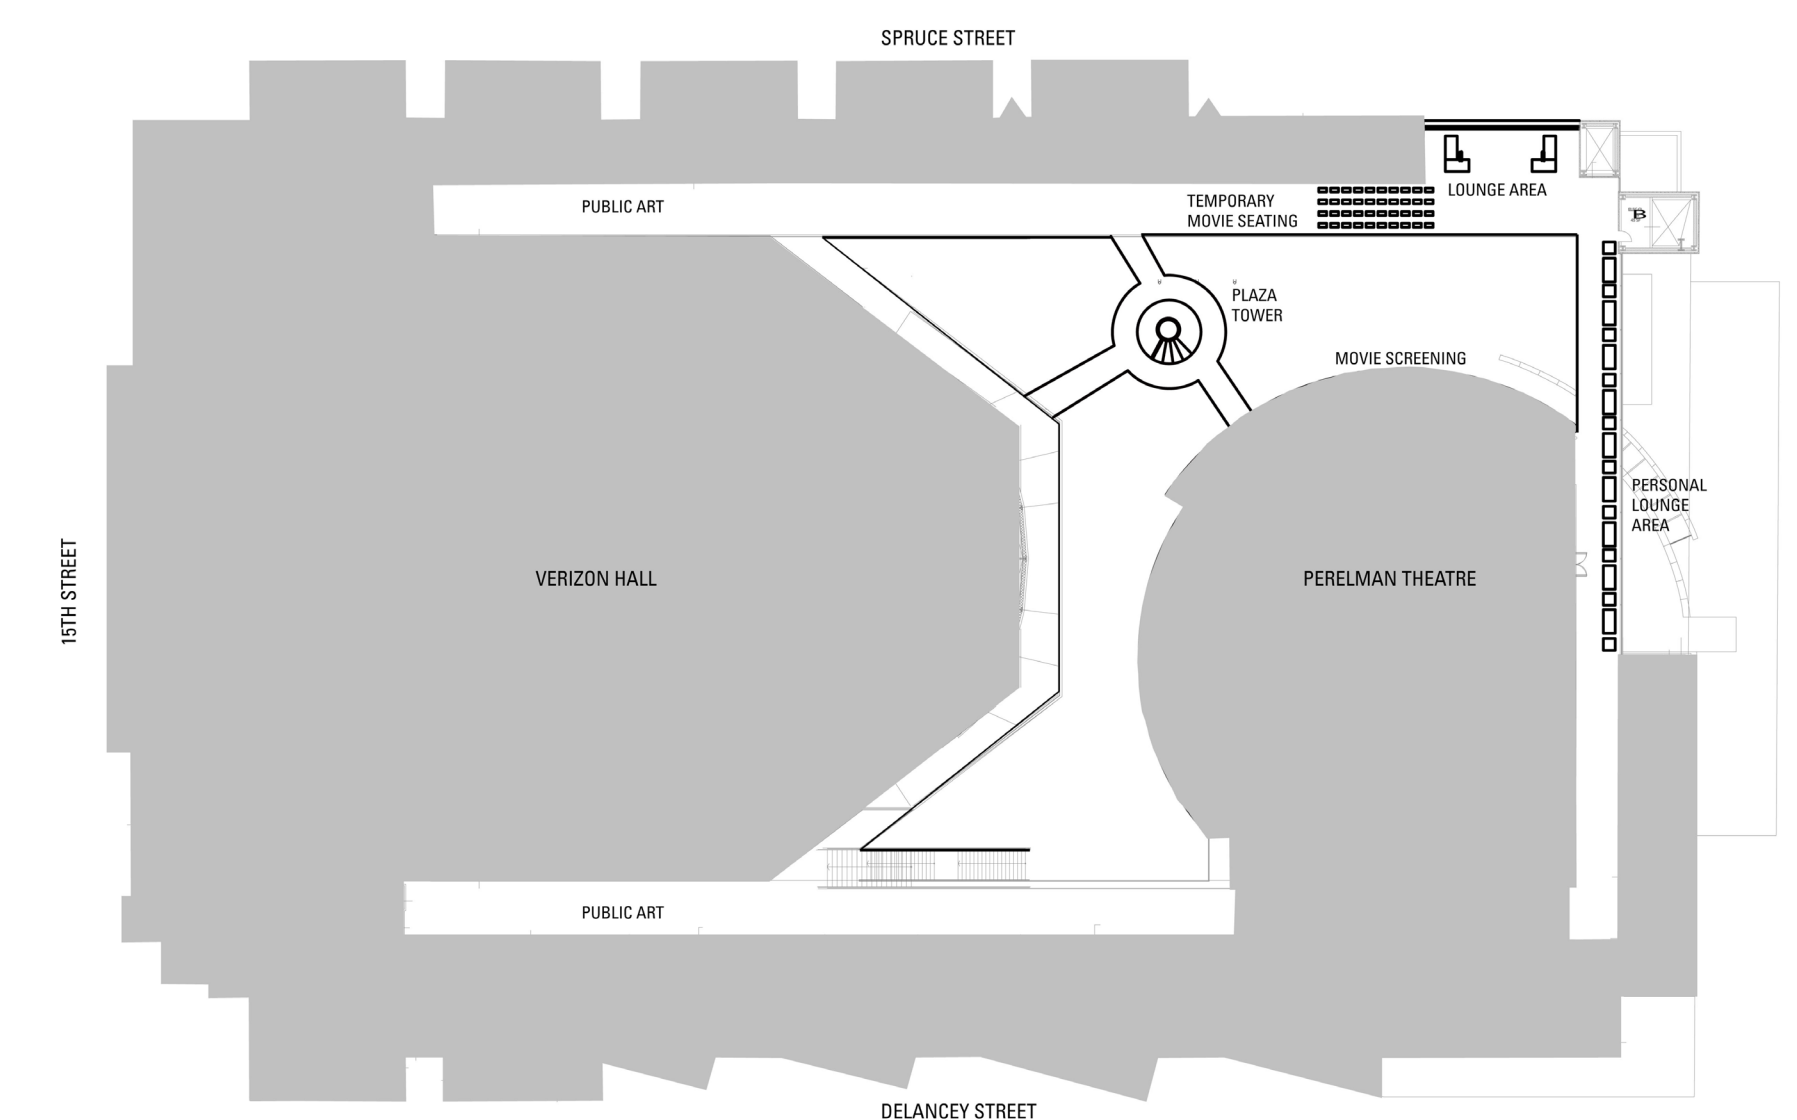 SPRUCE STREET
PUBLIC ART
TEMPORARY
MOVIE SEATING
LOUNGE AREA
B
PLAZA
TOWER
MOVIE SCREENING
PERSONAL
LOUNGE
AREA
15TH STREET
VERIZON HALL
PERELMAN THEATRE
PUBLIC ART
DELANCEY STREET